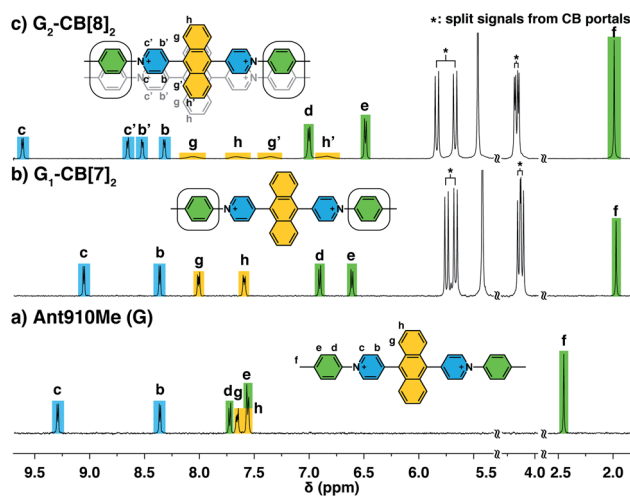 c) G2-CB[8]2
*: split signals from CB portals
h
g
c' b'
N+ N+
c b
c' b'
g'
h'
g
h
c c' b' b g h g' h' d e * * f
b) G1-CB[7]2
N+ N+
c b g h d e * * f
a) Ant910Me (G)
h
g
e d c b
f N+ N+
c b d g e h f
9.5 9.0 8.5 8.0 7.5 7.0 6.5 6.0 5.5 4.0 2.5 2.0
δ (ppm)